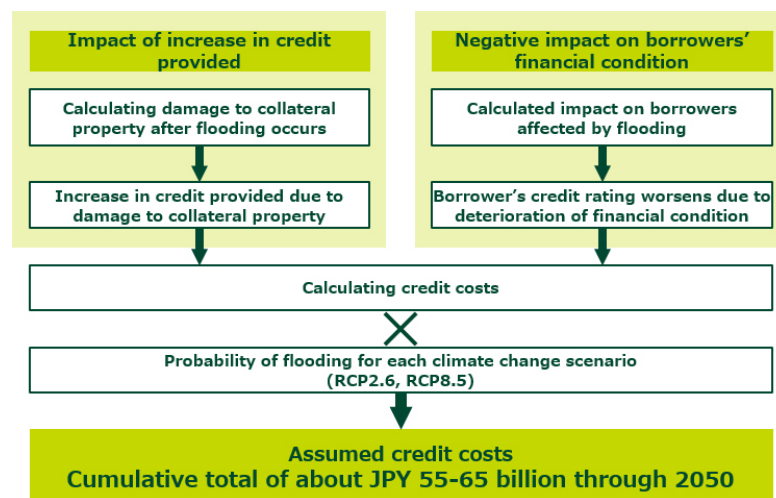 Impact of increase in credit
provided
Calculating damage to collateral
property after flooding occurs
Increase in credit provided due to
damage to collateral property
Negative impact on borrowers’
financial condition
Calculated impact on borrowers
affected by flooding
Borrower’s credit rating worsens due to
deterioration of financial condition
Calculating credit costs
Probability of flooding for each climate change scenario
(RCP2.6, RCP8.5)
Assumed credit costs
Cumulative total of about JPY 55-65 billion through 2050